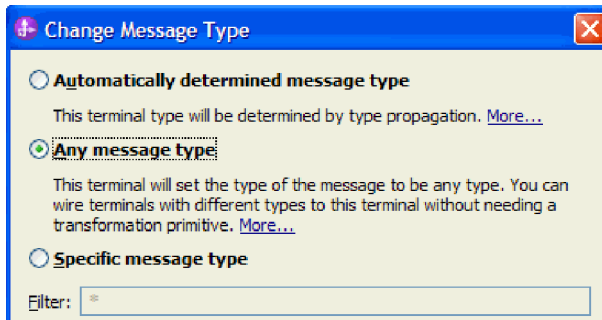 Change Message Type
Automatically determined message type
This terminal type will be determined by type propagation. More...
Any message type
This terminal will set the type of the message to be any type. You can
wire terminals with different types to this terminal without needing a
transformation primitive. More...
Specific message type
Filter: *